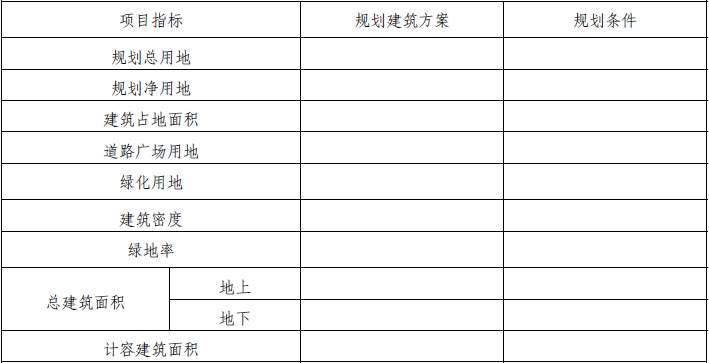 项目指标 规划建筑方案 规划条件
规划总用地
规划净用地
建筑占地面积
道路广场用地
绿化用地
建筑密度
绿地率
总建筑面积 地上
地下
计容建筑面积